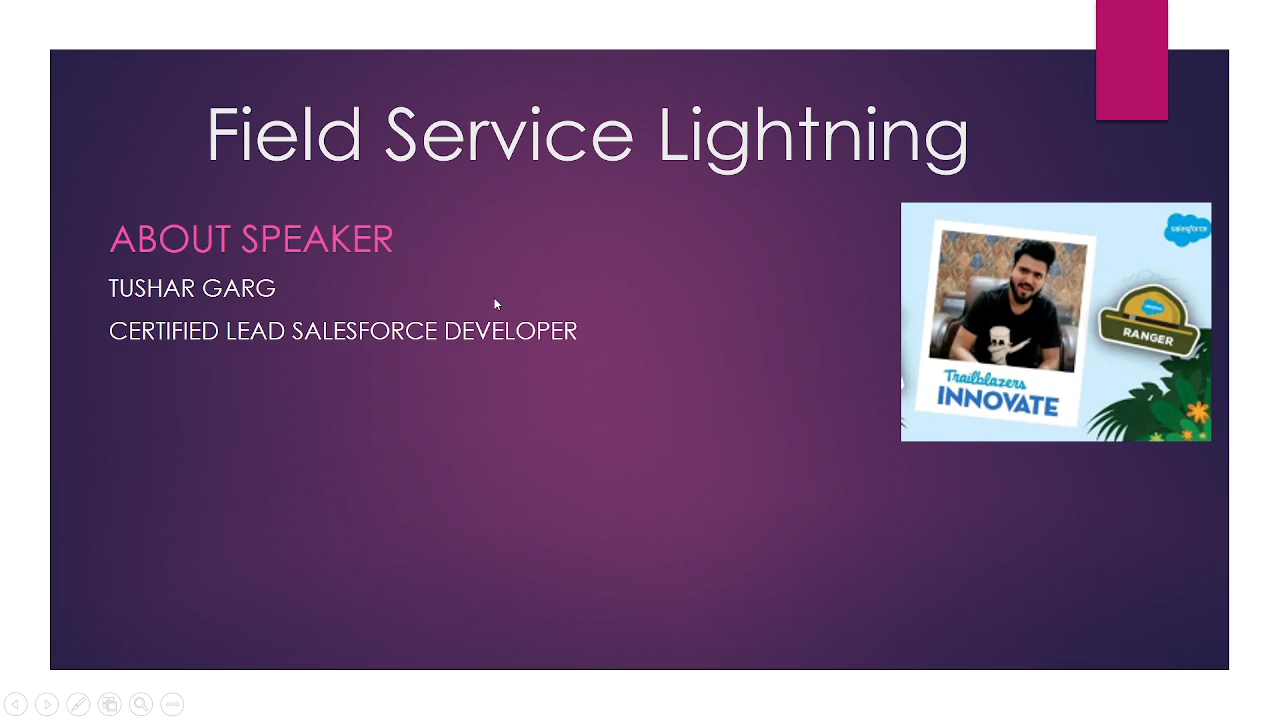 Field Service Lightning
ABOUT SPEAKER
TUSHAR GARG
CERTIFIED LEAD SALESFORCE DEVELOPER
salesforce
RANGER
Trailblazers
INNOVATE